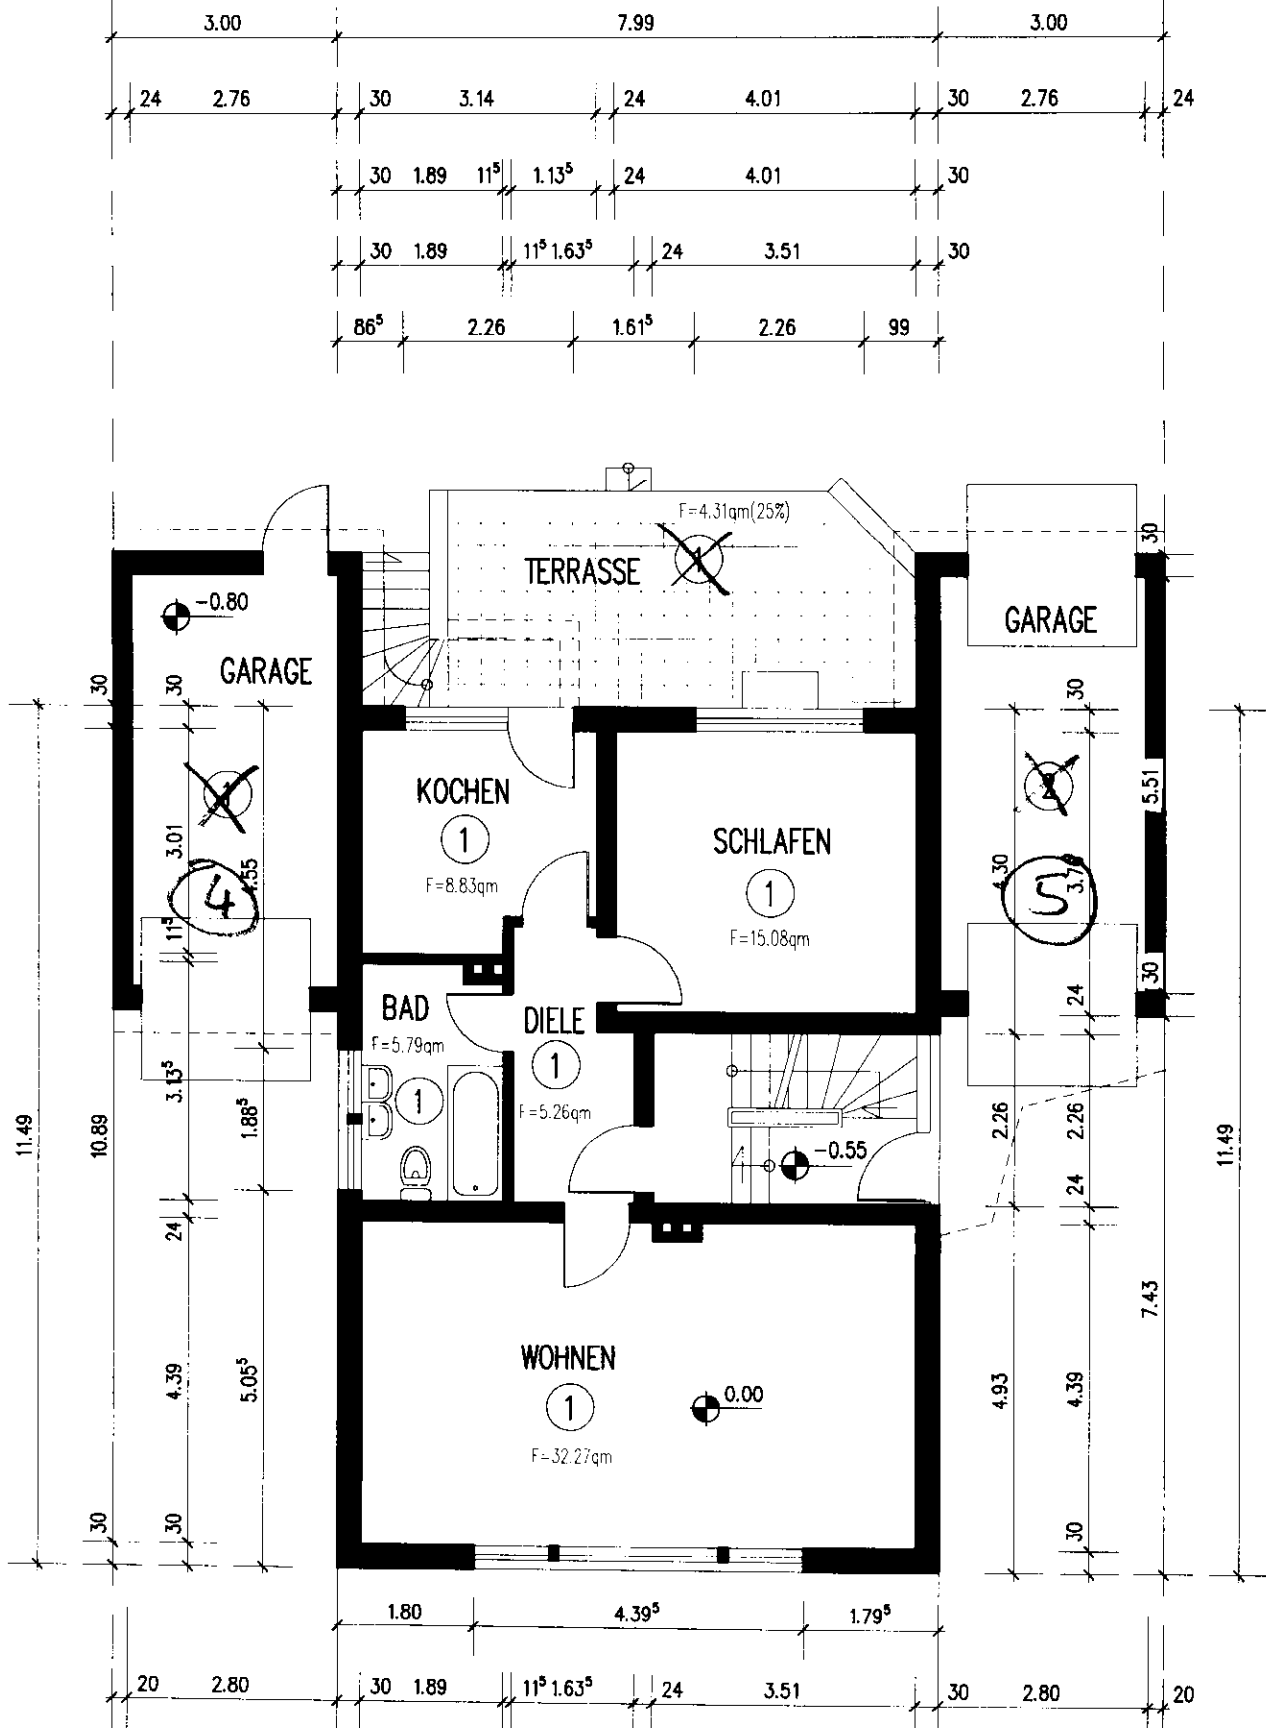 3.00 7.99 3.00
24 2.76 30 3.14 24 4.01 30 2.76 24
30 1.89 11⁵ 1.13⁵ 24 4.01 30
30 1.89 11⁵ 1.63⁵ 24 3.51 30
86⁵ 2.26 1.61⁵ 2.26 99
F=4.31qm(25%)
1
TERRASSE
30
-0.80
GARAGE
GARAGE
30
30
30
5.51
KOCHEN
1
F=8.83qm
SCHLAFEN
1
F=15.08qm
3.01
4.55
4
11⁵
4.30
3.7
5
30
24
BAD
F=5.79qm
1
DIELE
1
F=5.26qm
-0.55
11.49
10.89
3.13⁵
1.88⁵
24
2.26
2.26
24
11.49
7.43
WOHNEN
1
F=32.27qm
0.00
4.39
5.05⁵
4.93
4.39
30
30
30
1.80 4.39⁵ 1.79⁵
20 2.80 30 1.89 11⁵ 1.63⁵ 24 3.51 30 2.80 20